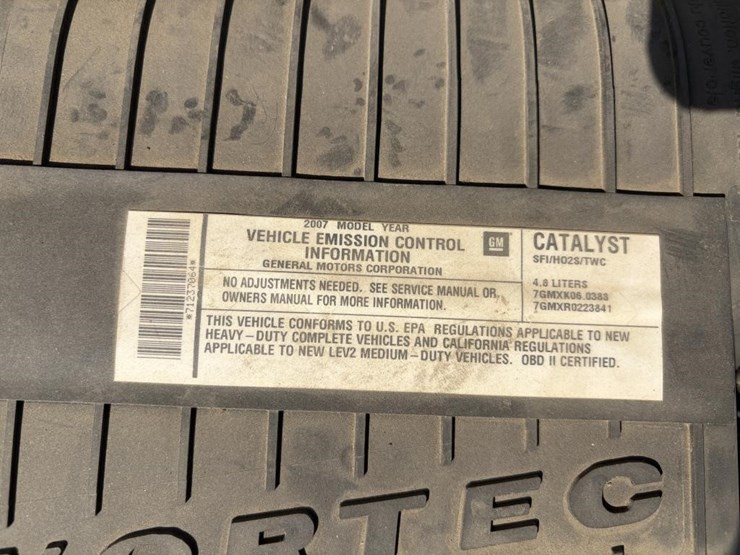 *71237064*
2007 MODEL YEAR
VEHICLE EMISSION CONTROL
INFORMATION
GENERAL MOTORS CORPORATION
GM
NO ADJUSTMENTS NEEDED. SEE SERVICE MANUAL OR
OWNERS MANUAL FOR MORE INFORMATION.
CATALYST
SFI/HO2S/TWC
4.8 LITERS
7GMXK06.0388
7GMXR0223841
THIS VEHICLE CONFORMS TO U.S. EPA REGULATIONS APPLICABLE TO NEW
HEAVY-DUTY COMPLETE VEHICLES AND CALIFORNIA REGULATIONS
APPLICABLE TO NEW LEV2 MEDIUM-DUTY VEHICLES. OBD II CERTIFIED.
VORTEC